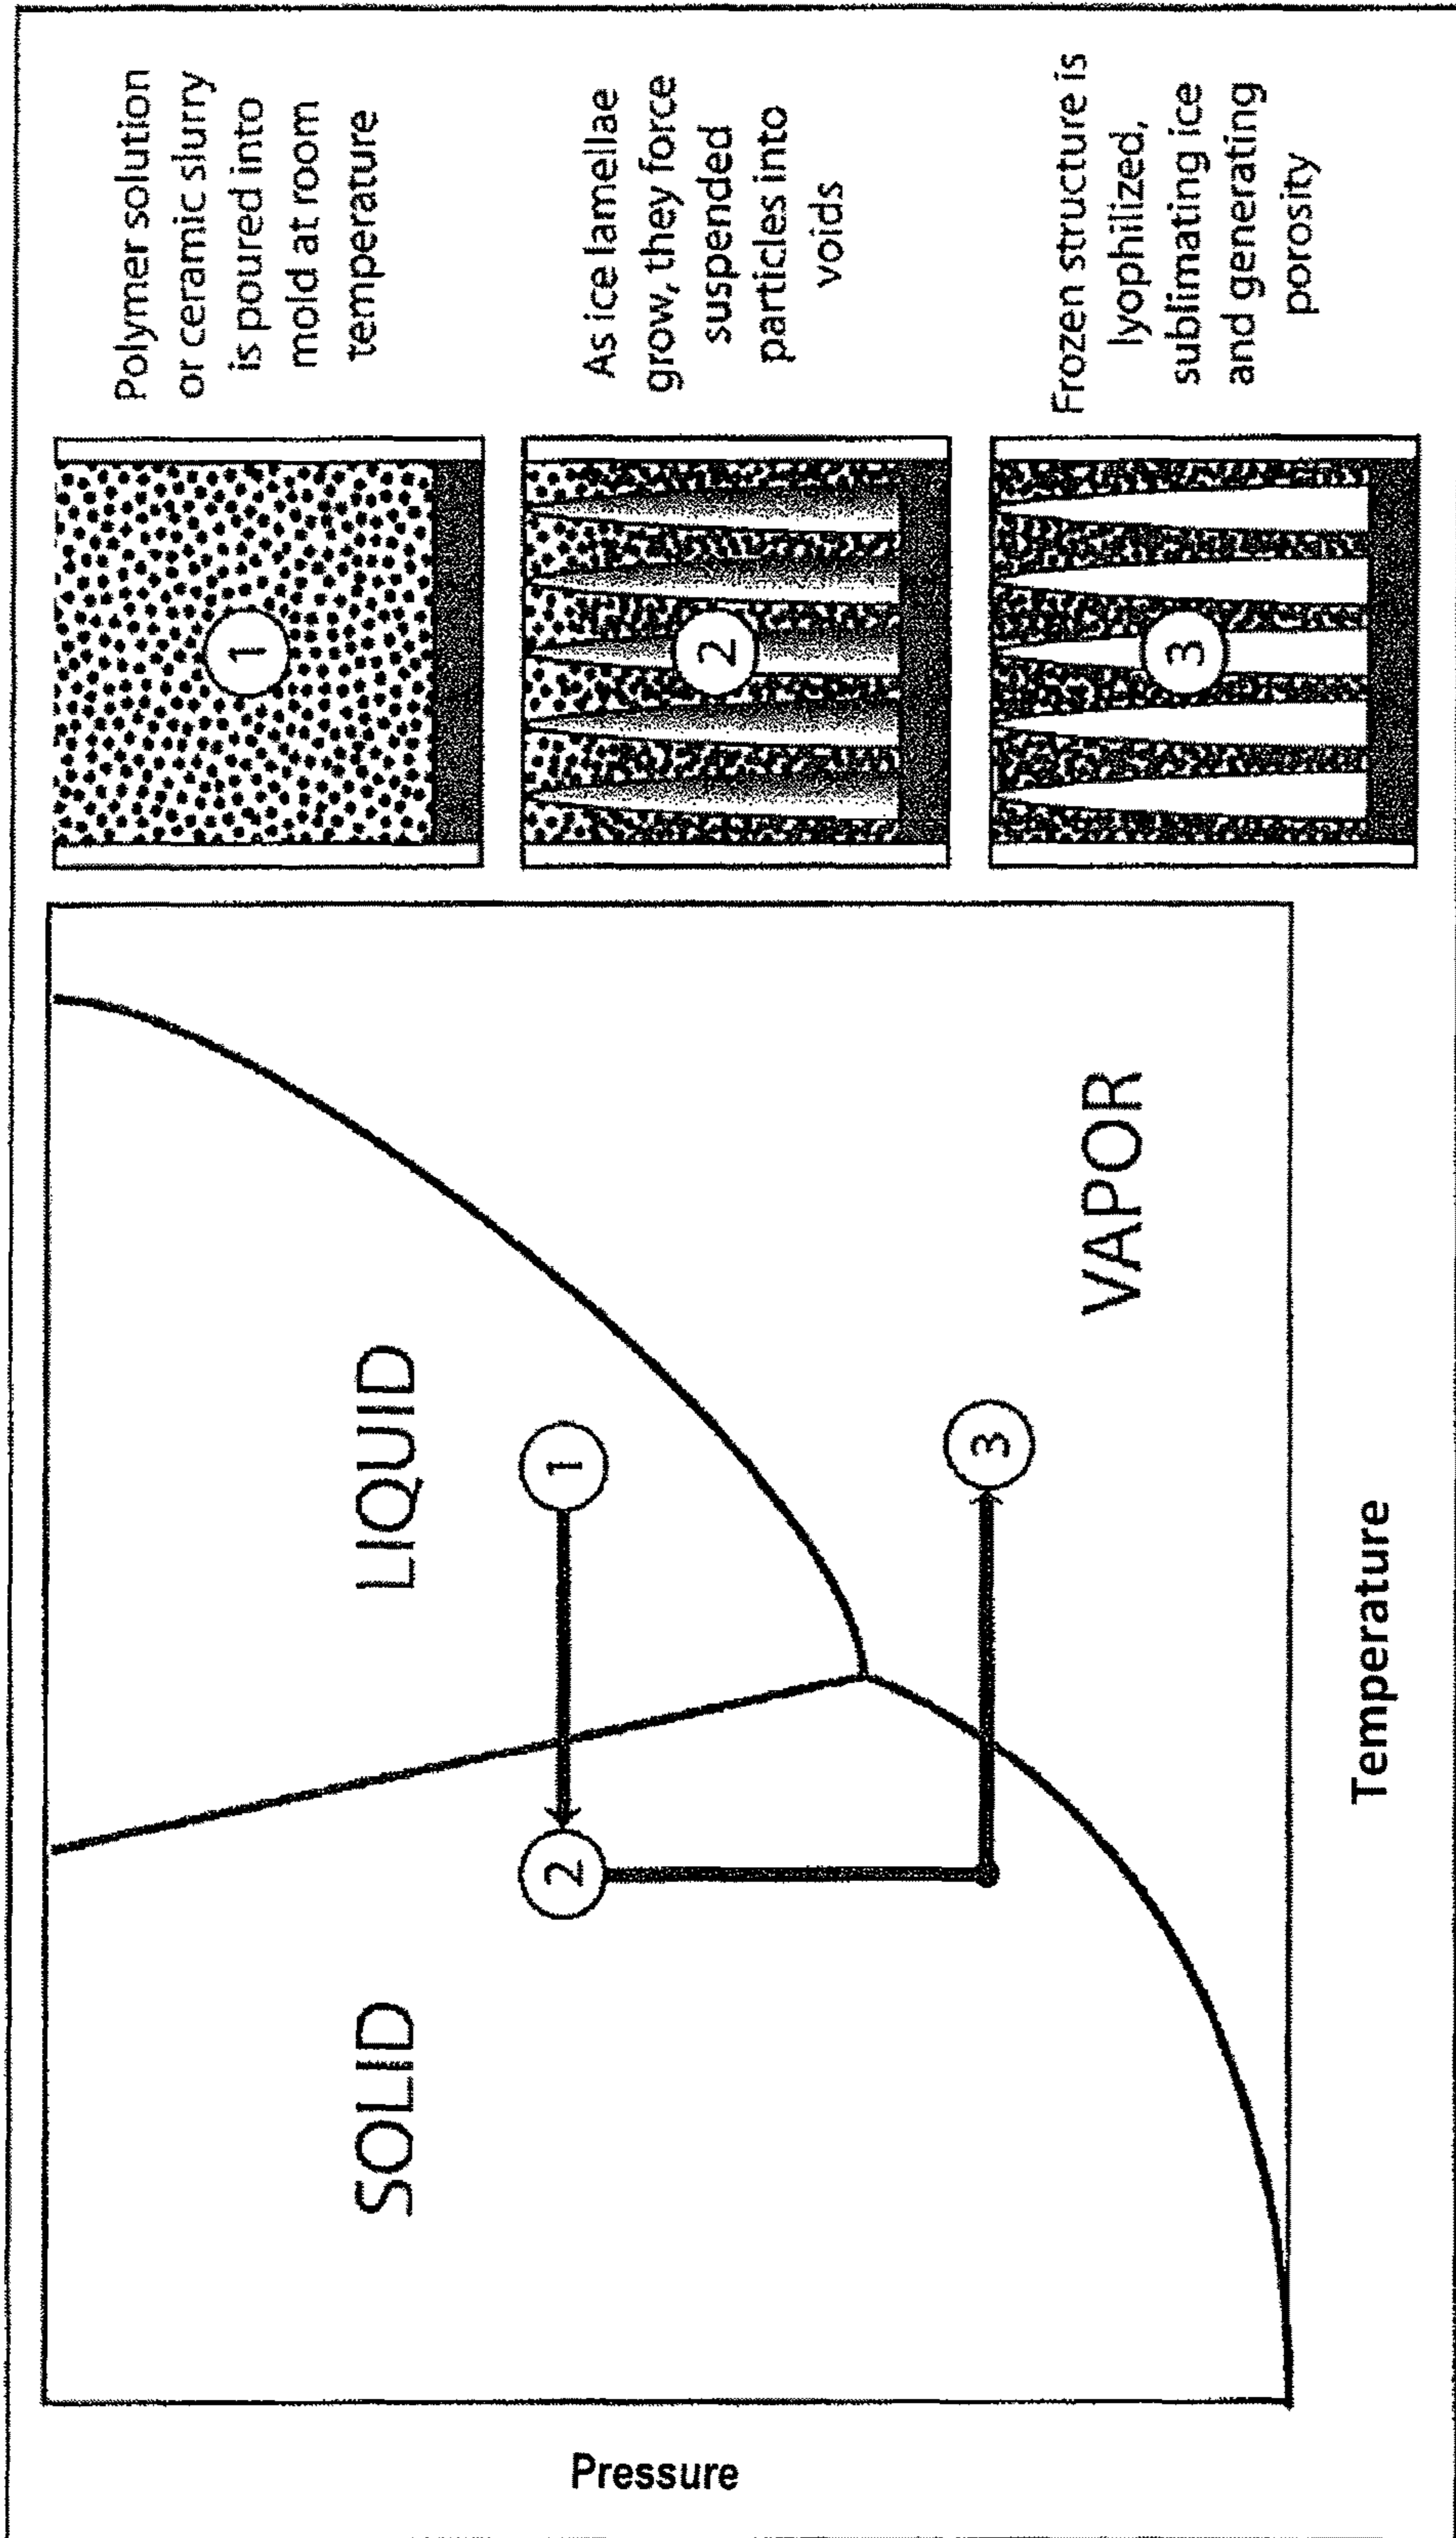 SOLID
LIQUID
VAPOR
1
2
3
Pressure
Temperature
1
Polymer solution
or ceramic slurry
is poured into
mold at room
temperature
2
As ice lamellae
grow, they force
suspended
particles into
voids
3
Frozen structure is
lyophilized,
sublimating ice
and generating
porosity